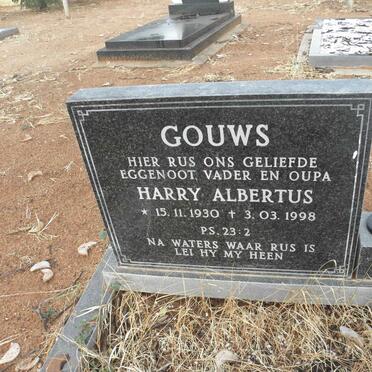 GOUWS
HIER RUS ONS GELIEFDE
EGGENOOT, VADER EN OUPA
HARRY ALBERTUS
* 15.11.1930 + 3.03.1998
PS. 23:2
NA WATERS WAAR RUS IS
LEI HY MY HEEN